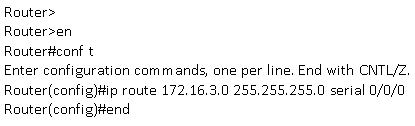 Router>
Router>en
Router#conf t
Enter configuration commands, one per line. End with CNTL/Z.
Router(config)#ip route 172.16.3.0 255.255.255.0 serial 0/0/0
Router(config)#end